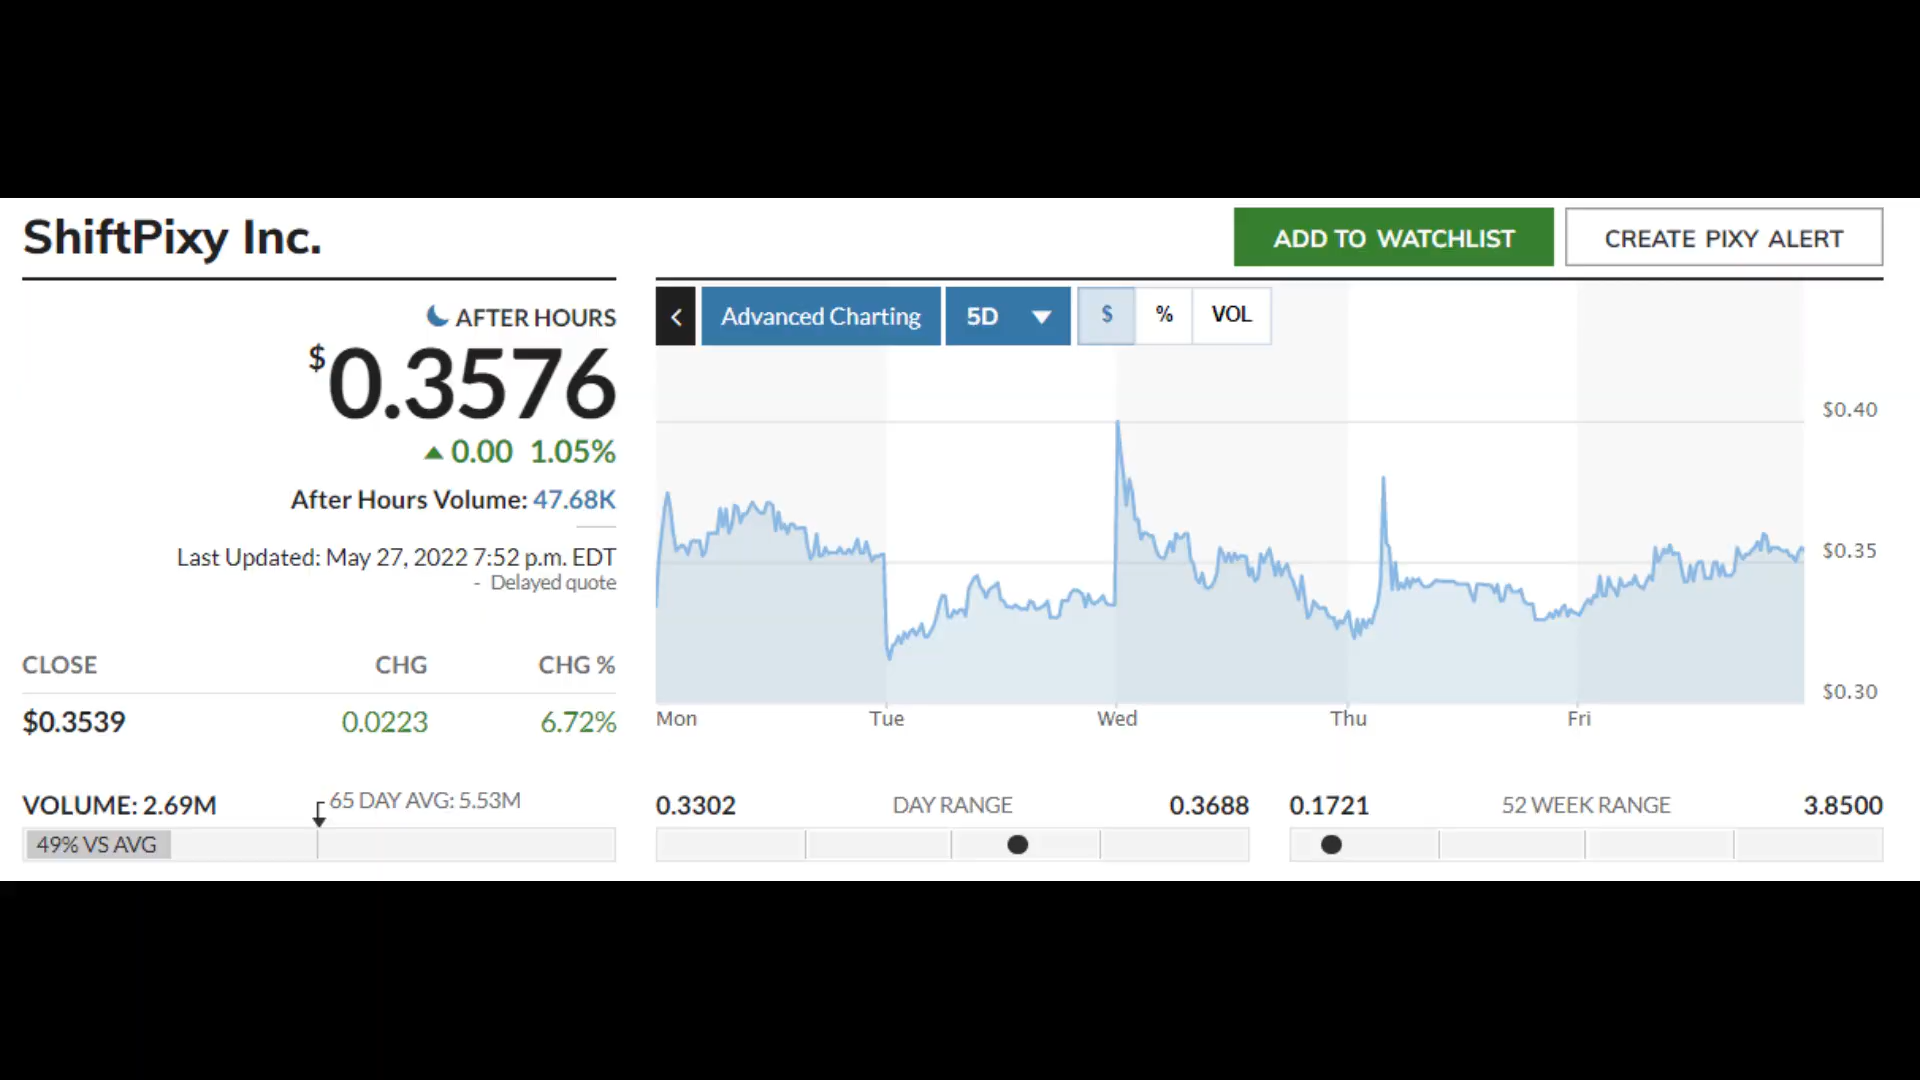 ShiftPixy Inc.
ADD TO WATCHLIST
CREATE PIXY ALERT
AFTER HOURS
$0.3576
0.00 1.05%
After Hours Volume: 47.68K
Last Updated: May 27, 2022 7:52 p.m. EDT
- Delayed quote
CLOSE CHG CHG %
$0.3539 0.0223 6.72%
VOLUME: 2.69M
65 DAY AVG: 5.53M
49% VS AVG
< Advanced Charting 5D $ % VOL
$0.40
$0.35
$0.30
Mon Tue Wed Thu Fri
0.3302 DAY RANGE 0.3688
0.1721 52 WEEK RANGE 3.8500